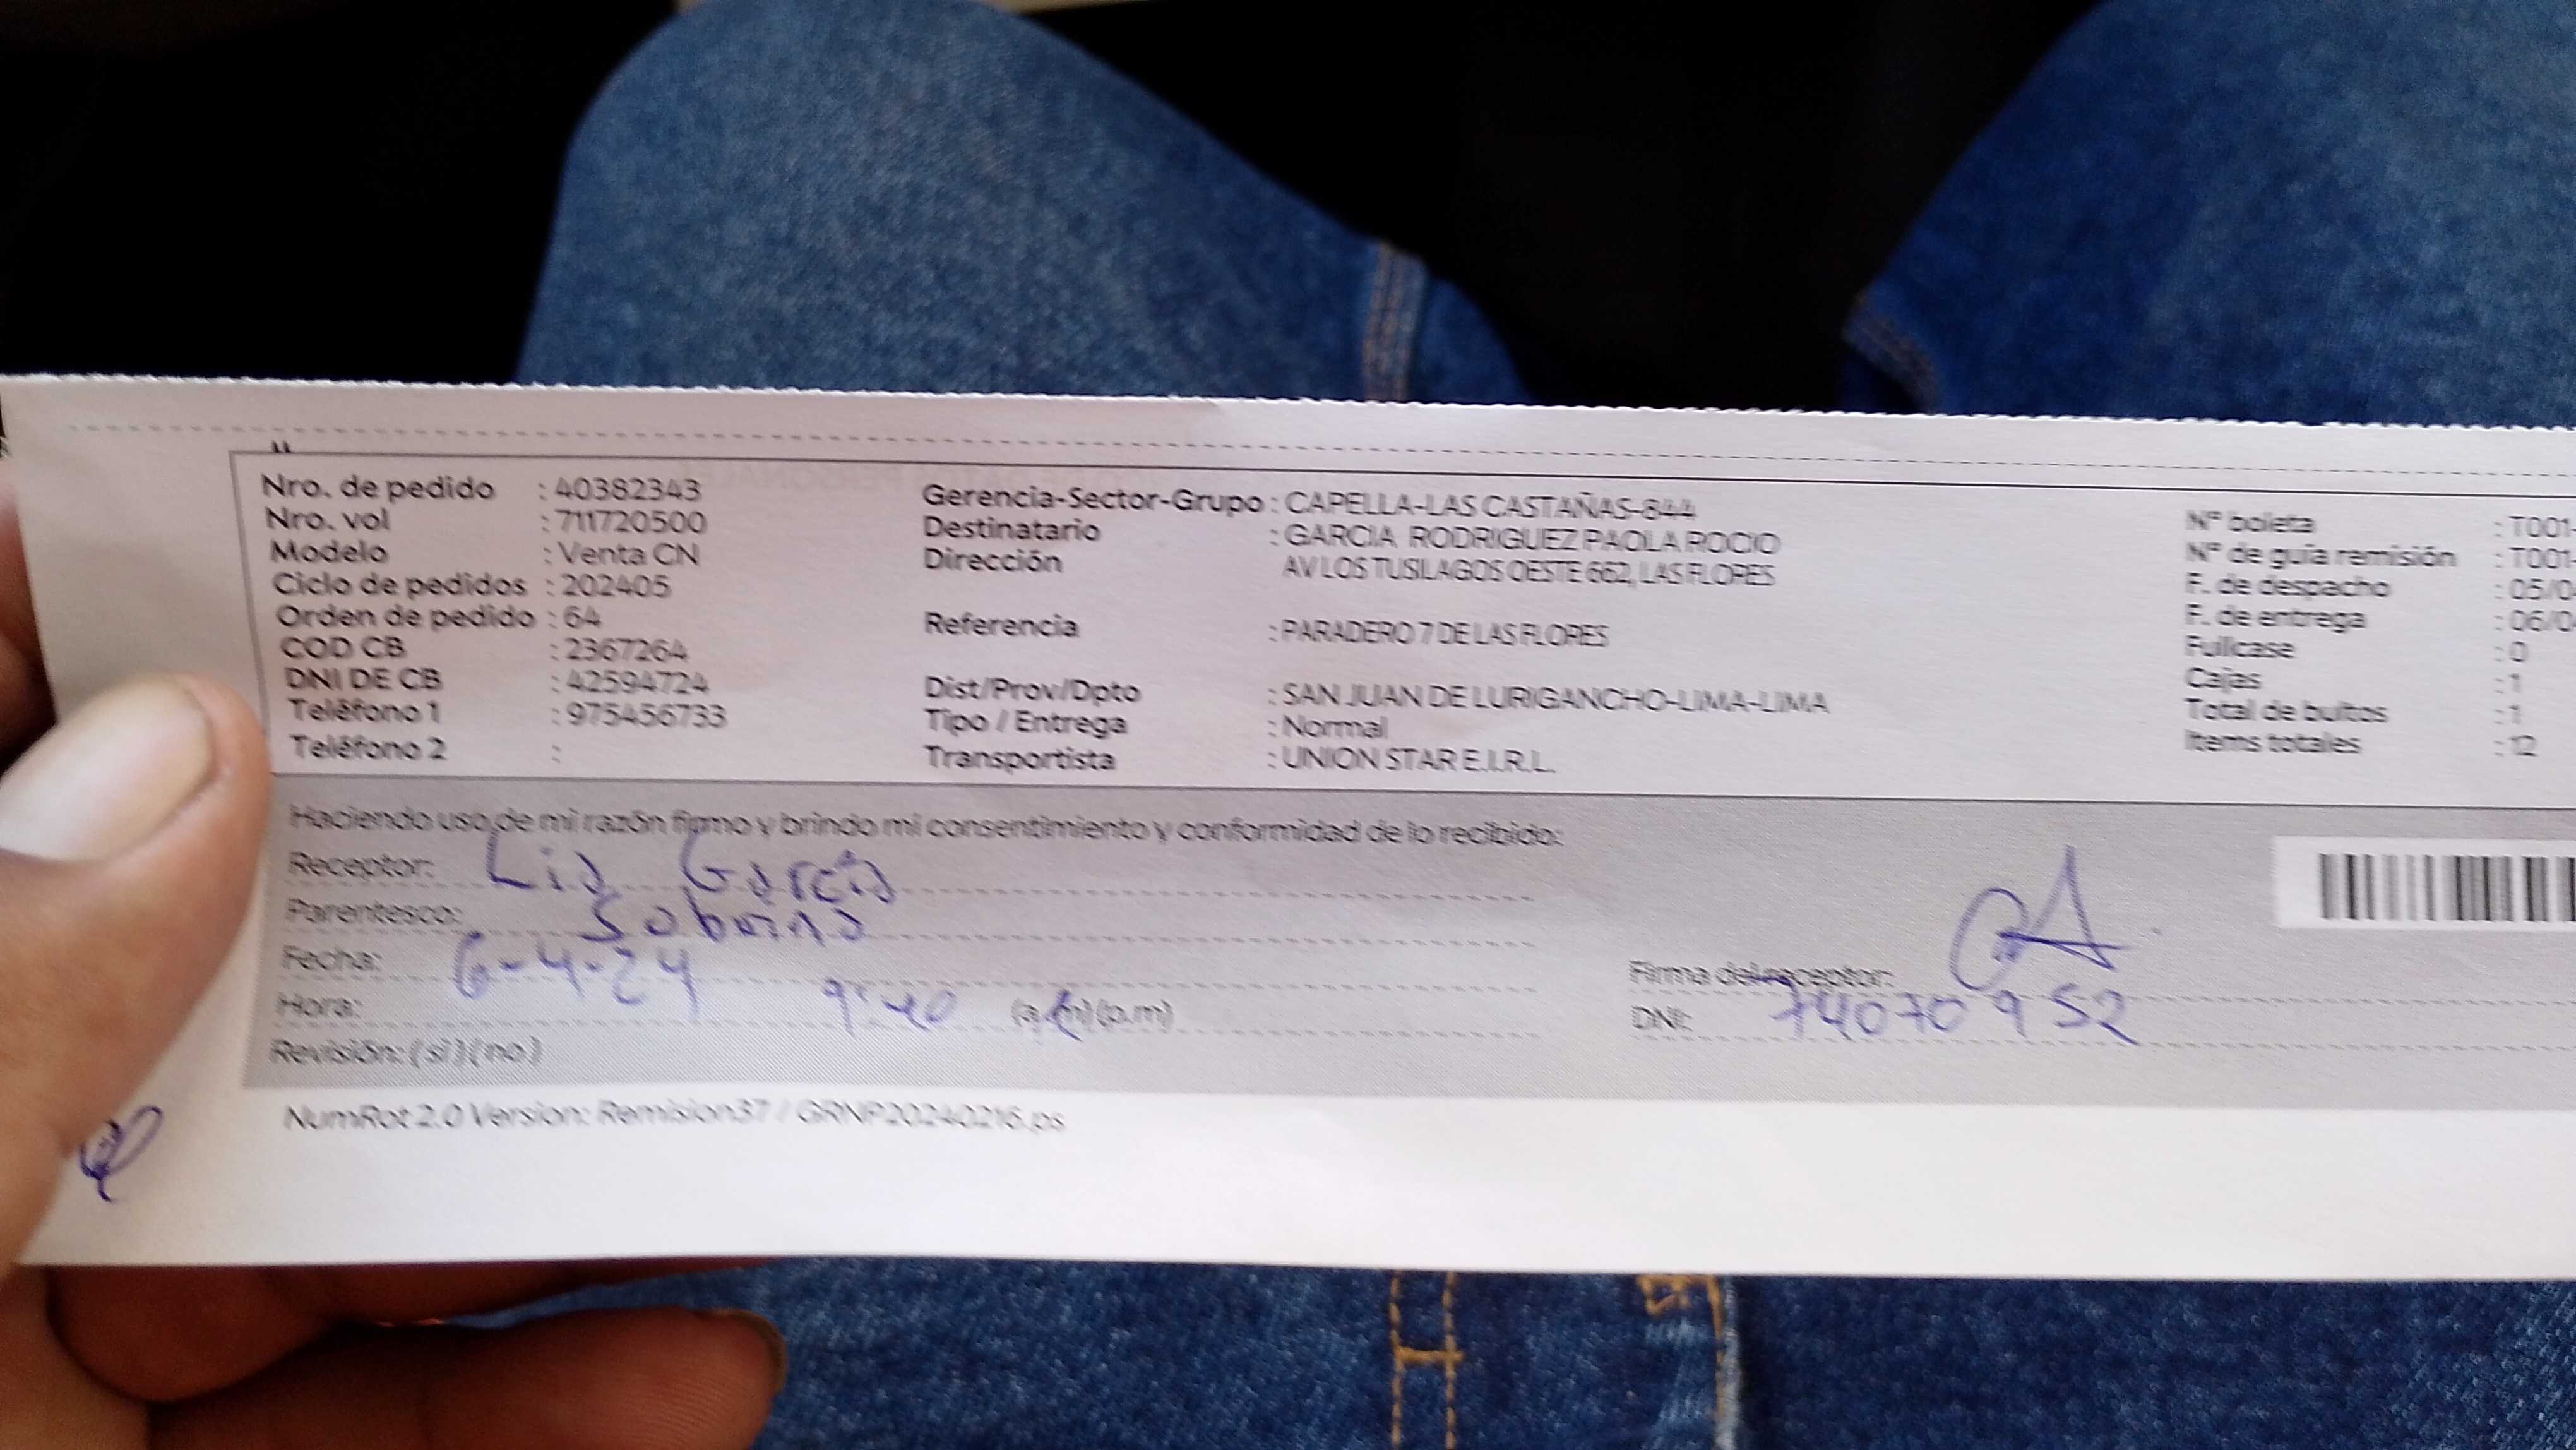 Nro. de pedido : 40382343
Nro. vol : 711720500
Modelo : Venta CN
Ciclo de pedidos : 202405
Orden de pedido : 64
COD CB : 2367264
DNI DE CB : 42594724
Teléfono 1 : 975456733
Teléfono 2 :
Gerencia-Sector-Grupo : CAPELLA-LAS CASTAÑAS-844
Destinatario : GARCIA RODRIGUEZ PAOLA ROCIO
Dirección AV LOS TUSILAGOS OESTE 662, LAS FLORES
Referencia : PARADERO 7 DE LAS FLORES
Dist/Prov/Dpto : SAN JUAN DE LURIGANCHO-LIMA-LIMA
Tipo / Entrega : Normal
Transportista : UNION STAR E.I.R.L.
N° boleta : T001-
N° de guía remisión : T001-
F. de despacho : 05/0
F. de entrega : 06/0
Fullcase : 0
Cajas : 1
Total de bultos : 1
Items totales : 12
Haciendo uso de mi razón firmo y brindo mi consentimiento y conformidad de lo recibido:
Receptor: Lia García
Parentesco: Sobrina
Fecha: 6-4-24
Hora: 9:40 (a.m)(p.m)
Revisión: (si)(no)
Firma del receptor:
DNI: 74070952
NumRot 2.0 Version: Remision37 / GRNP20240216.ps